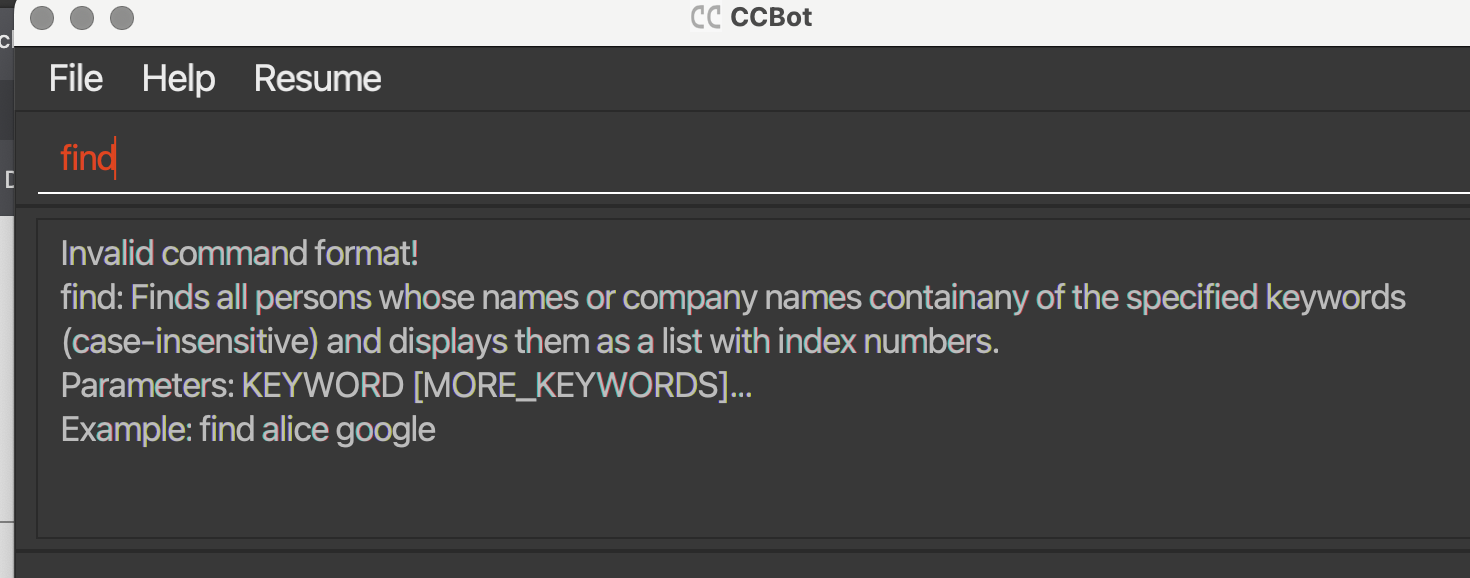 CCBot
File Help Resume
find
Invalid command format!
find: Finds all persons whose names or company names containany of the specified keywords
(case-insensitive) and displays them as a list with index numbers.
Parameters: KEYWORD [MORE_KEYWORDS]...
Example: find alice google